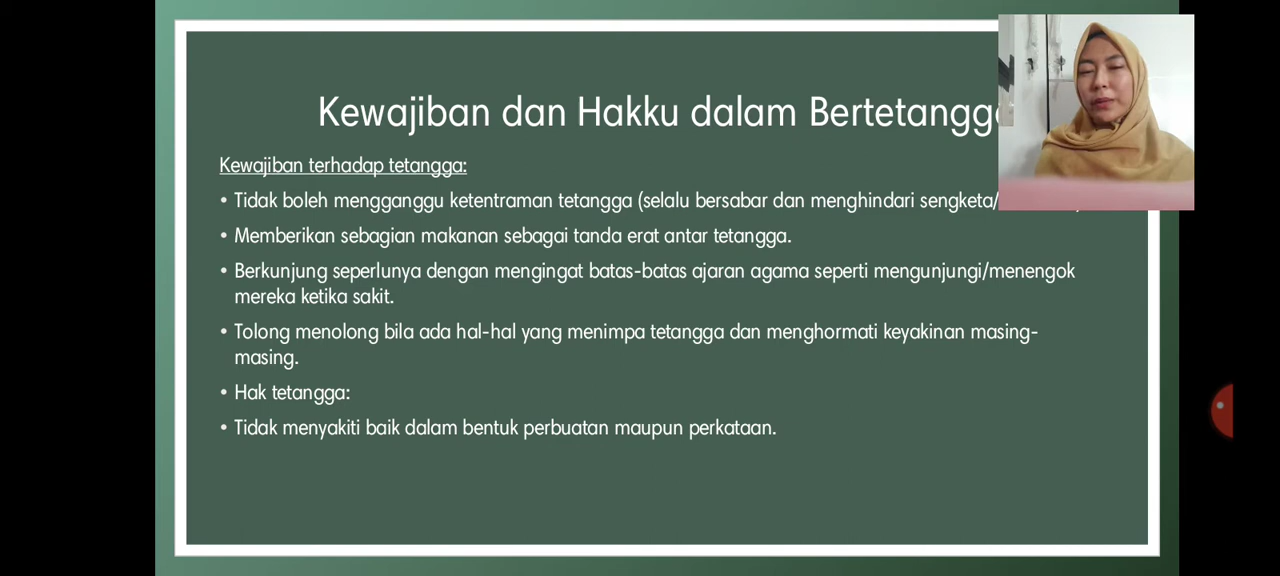 Kewajiban dan Hakku dalam
Kewajiban terhadap tetangga:
• Tidak boleh mengganggu ketentraman tetangga (selalu bersabar dan menghindari sengketa/
• Memberikan sebagian makanan sebagai tanda erat antar tetangga.
• Berkunjung seperlunya dengan mengingat batas-batas ajaran agama seperti mengunjungi/menengok
mereka ketika sakit.
• Tolong menolong bila ada hal-hal yang menimpa tetangga dan menghormati keyakinan masing-
masing.
• Hak tetangga:
• Tidak menyakiti baik dalam bentuk perbuatan maupun perkataan.